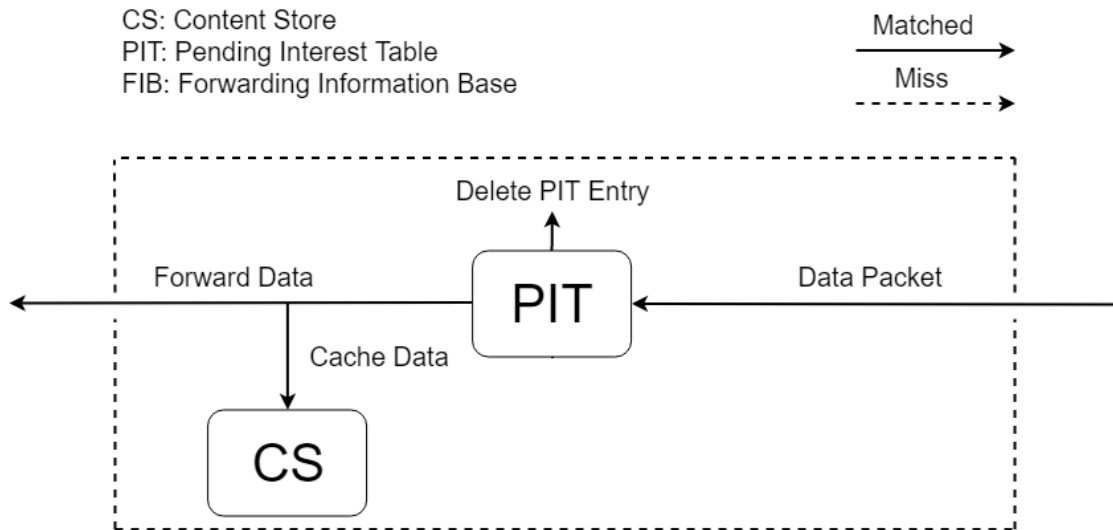 CS: Content Store
PIT: Pending Interest Table
FIB: Forwarding Information Base
Matched
Miss
Delete PIT Entry
Forward Data
PIT
Data Packet
Cache Data
CS